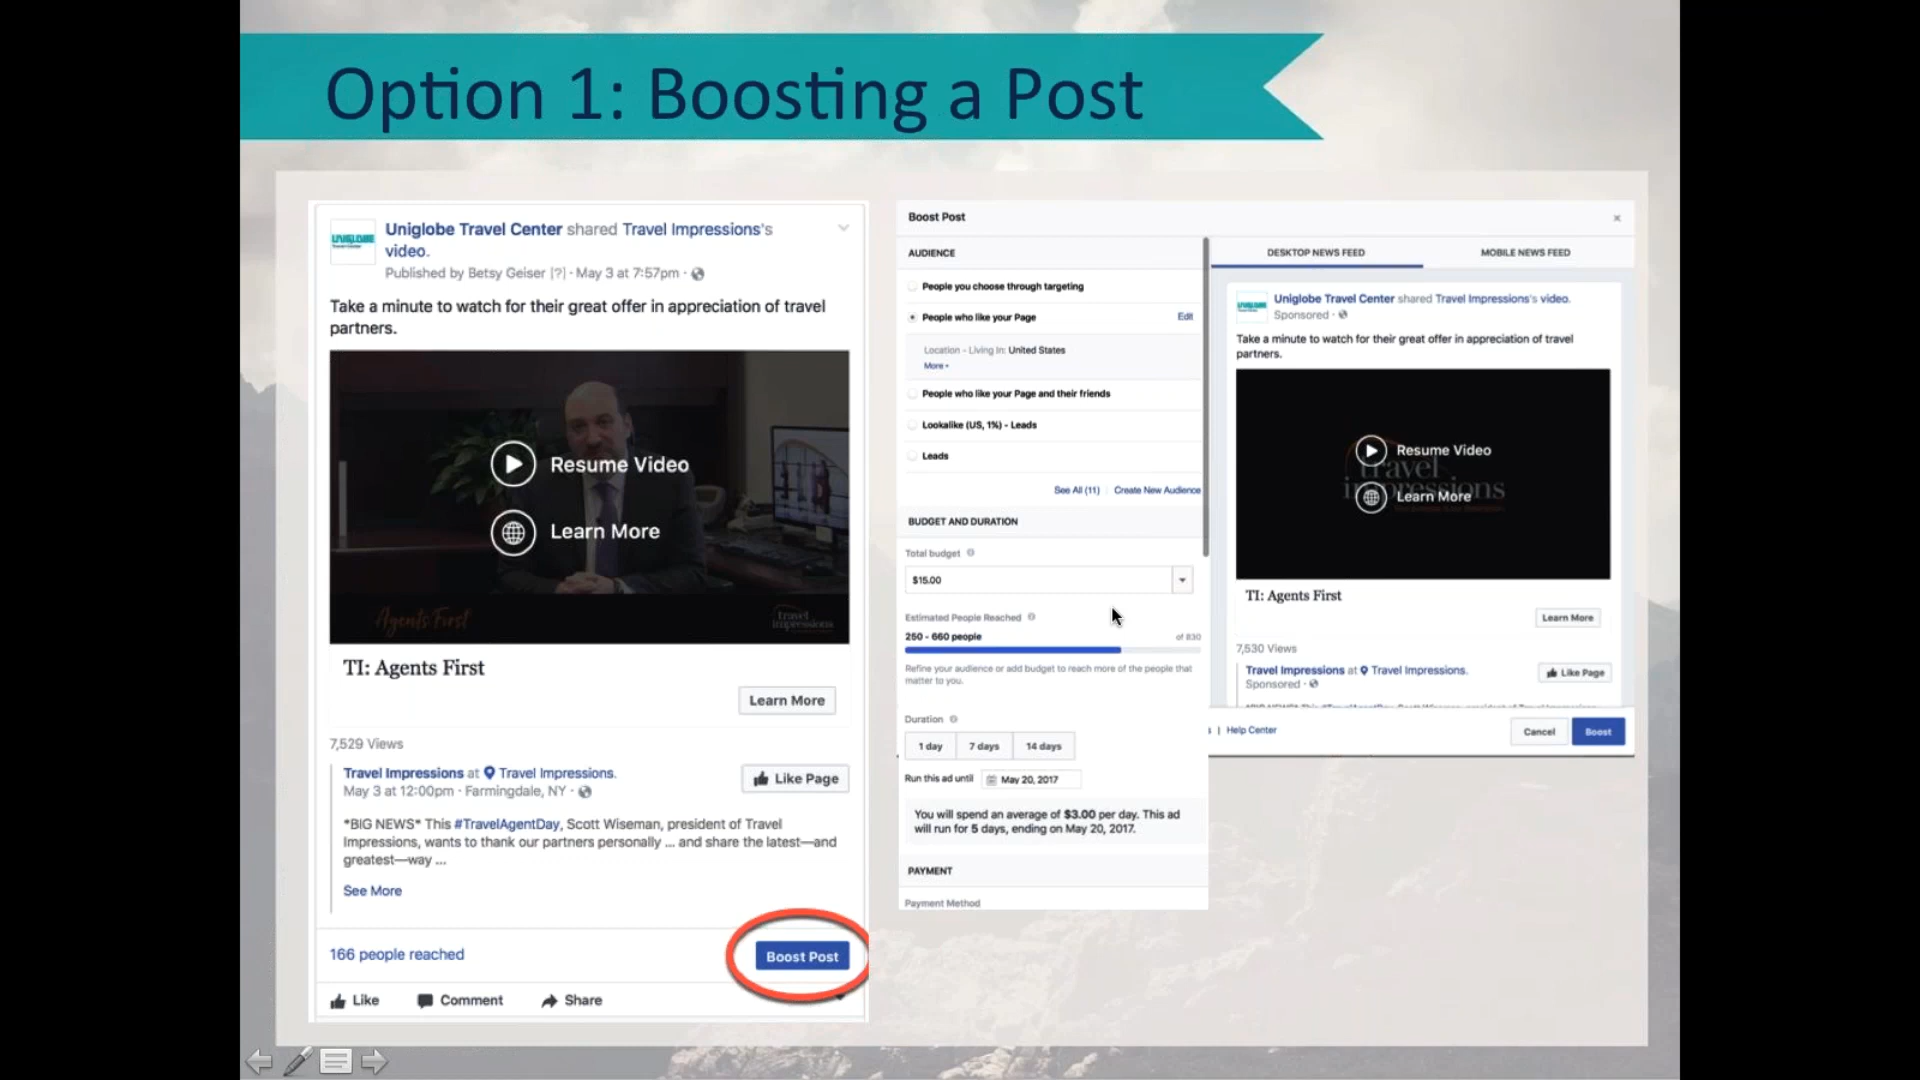 Option 1: Boosting a Post
UNIGLOBE
Uniglobe Travel Center shared Travel Impressions's
video.
Published by Betsy Geiser [?] · May 3 at 7:57pm ·
Take a minute to watch for their great offer in appreciation of travel
partners.
Resume Video
Learn More
Agents First
travel
impressions
TI: Agents First
Learn More
7,529 Views
Travel Impressions at Travel Impressions.
May 3 at 12:00pm · Farmingdale, NY ·
Like Page
*BIG NEWS* This #TravelAgentDay, Scott Wiseman, president of Travel
Impressions, wants to thank our partners personally ... and share the latest—and
greatest—way ...
See More
166 people reached
Boost Post
Like Comment Share
Boost Post
AUDIENCE
People you choose through targeting
People who like your Page Edit
Location - Living In: United States
More
People who like your Page and their friends
Lookalike (US, 1%) - Leads
Leads
See All (11) | Create New Audience
BUDGET AND DURATION
Total budget
$15.00
Estimated People Reached
250 - 660 people of 830
Refine your audience or add budget to reach more of the people that
matter to you.
Duration
1 day 7 days 14 days
Run this ad until May 20, 2017
You will spend an average of $3.00 per day. This ad
will run for 5 days, ending on May 20, 2017.
PAYMENT
Payment Method
DESKTOP NEWS FEED MOBILE NEWS FEED
Uniglobe Travel Center shared Travel Impressions's video.
Sponsored ·
Take a minute to watch for their great offer in appreciation of travel
partners.
Resume Video
travel
impressions
Learn More
TI: Agents First
Learn More
7,530 Views
Travel Impressions at Travel Impressions.
Sponsored ·
Like Page
| Help Center
Cancel Boost